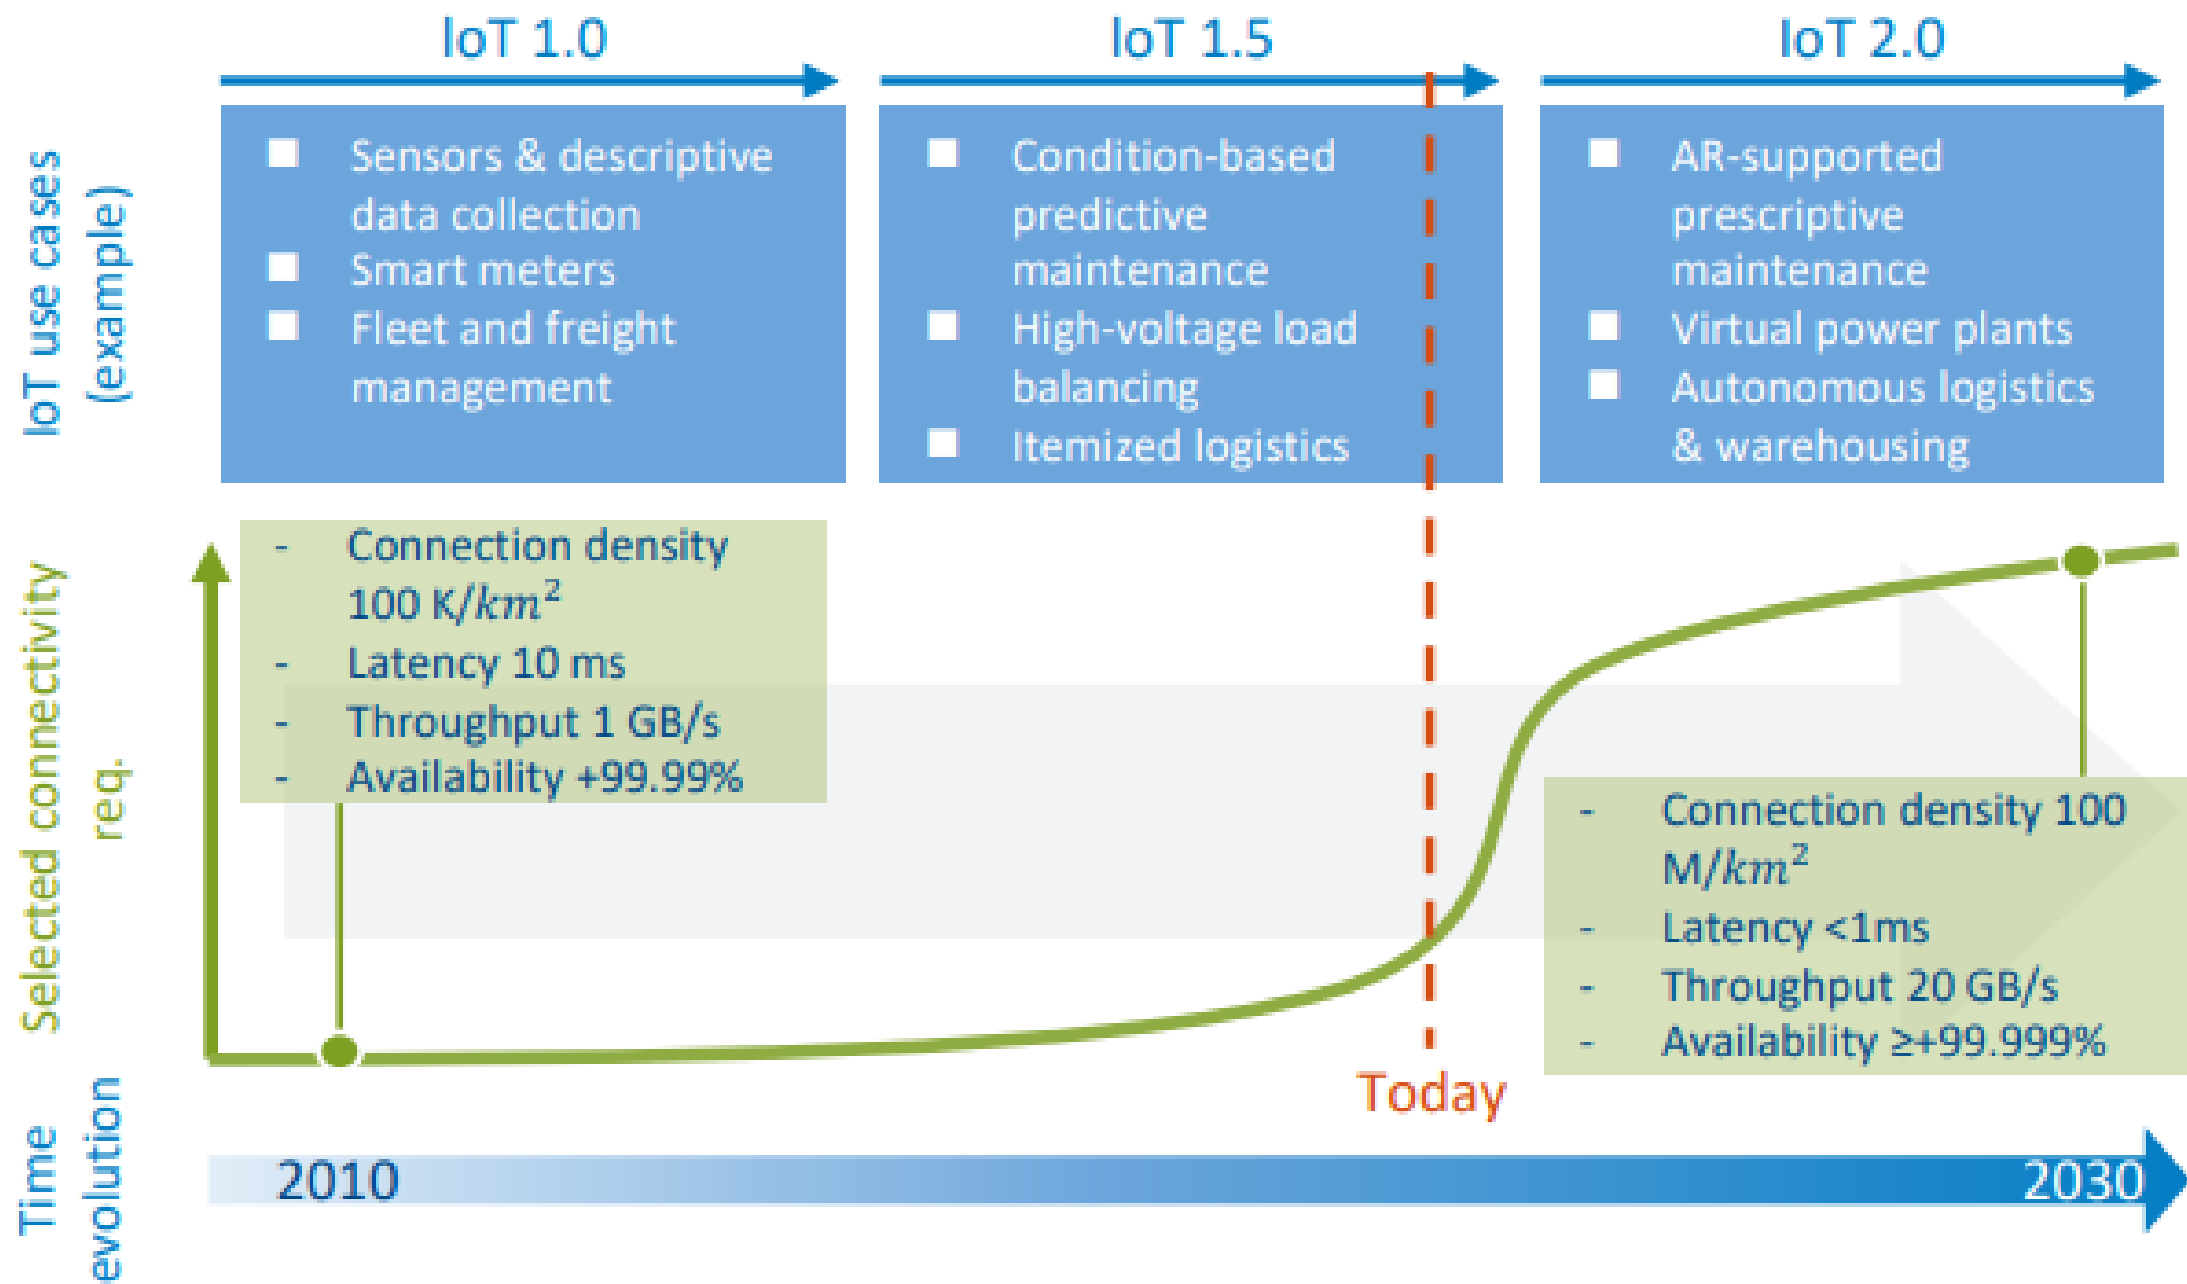 IoT 1.0
IoT 1.5
IoT 2.0
IoT use cases
(example)
Sensors & descriptive
data collection
Smart meters
Fleet and freight
management
Condition-based
predictive
maintenance
High-voltage load
balancing
Itemized logistics
AR-supported
prescriptive
maintenance
Virtual power plants
Autonomous logistics
& warehousing
Selected connectivity
req.
- Connection density
100 K/km²
- Latency 10 ms
- Throughput 1 GB/s
- Availability +99.99%
- Connection density 100
M/km²
- Latency <1ms
- Throughput 20 GB/s
- Availability ≥+99.999%
Today
Time
evolution
2010
2030